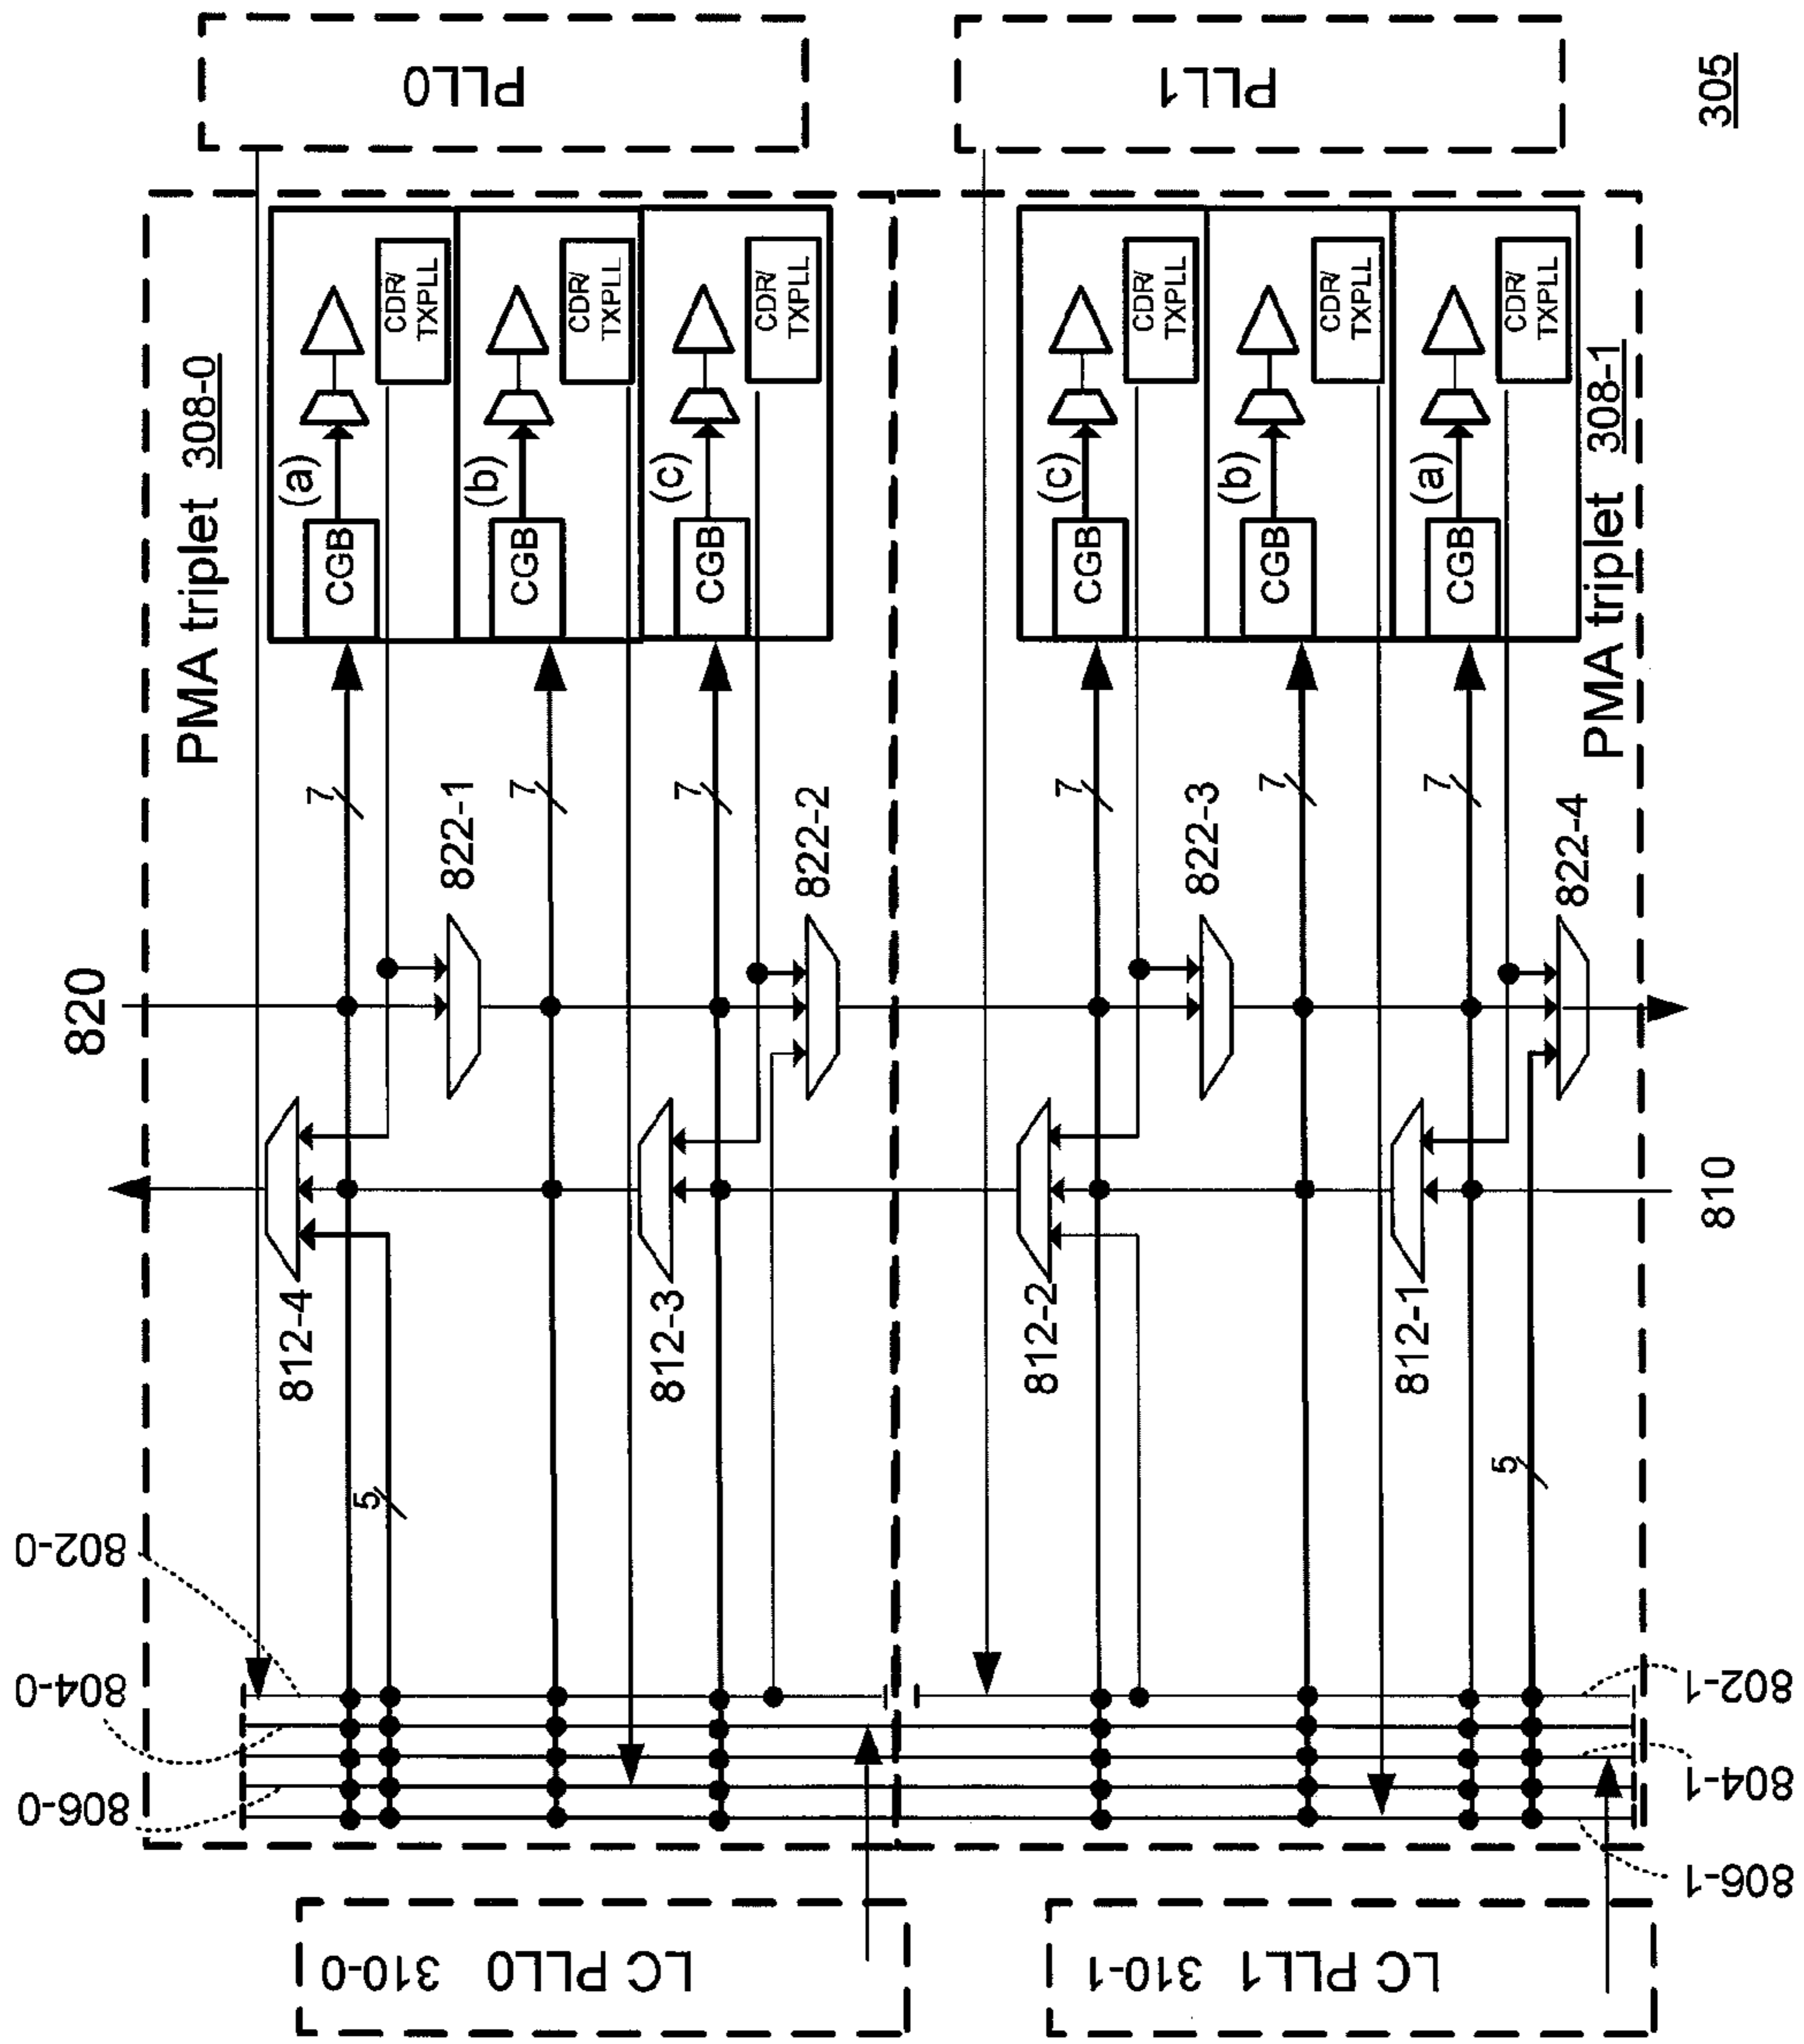 PLL0
PLL1
305
PMA triplet 308-0
(a)
CGB
CDR/
TXPLL
(b)
CGB
CDR/
TXPLL
(c)
CGB
CDR/
TXPLL
(c)
CGB
CDR/
TXPLL
(b)
CGB
CDR/
TXPLL
(a)
CGB
CDR/
TXPLL
PMA triplet 308-1
7
7
7
7
7
7
822-1
822-2
822-3
822-4
820
810
812-4
812-3
812-2
812-1
5
5
802-0
804-0
806-0
802-1
804-1
806-1
LC PLL0
310-0
LC PLL1
310-1